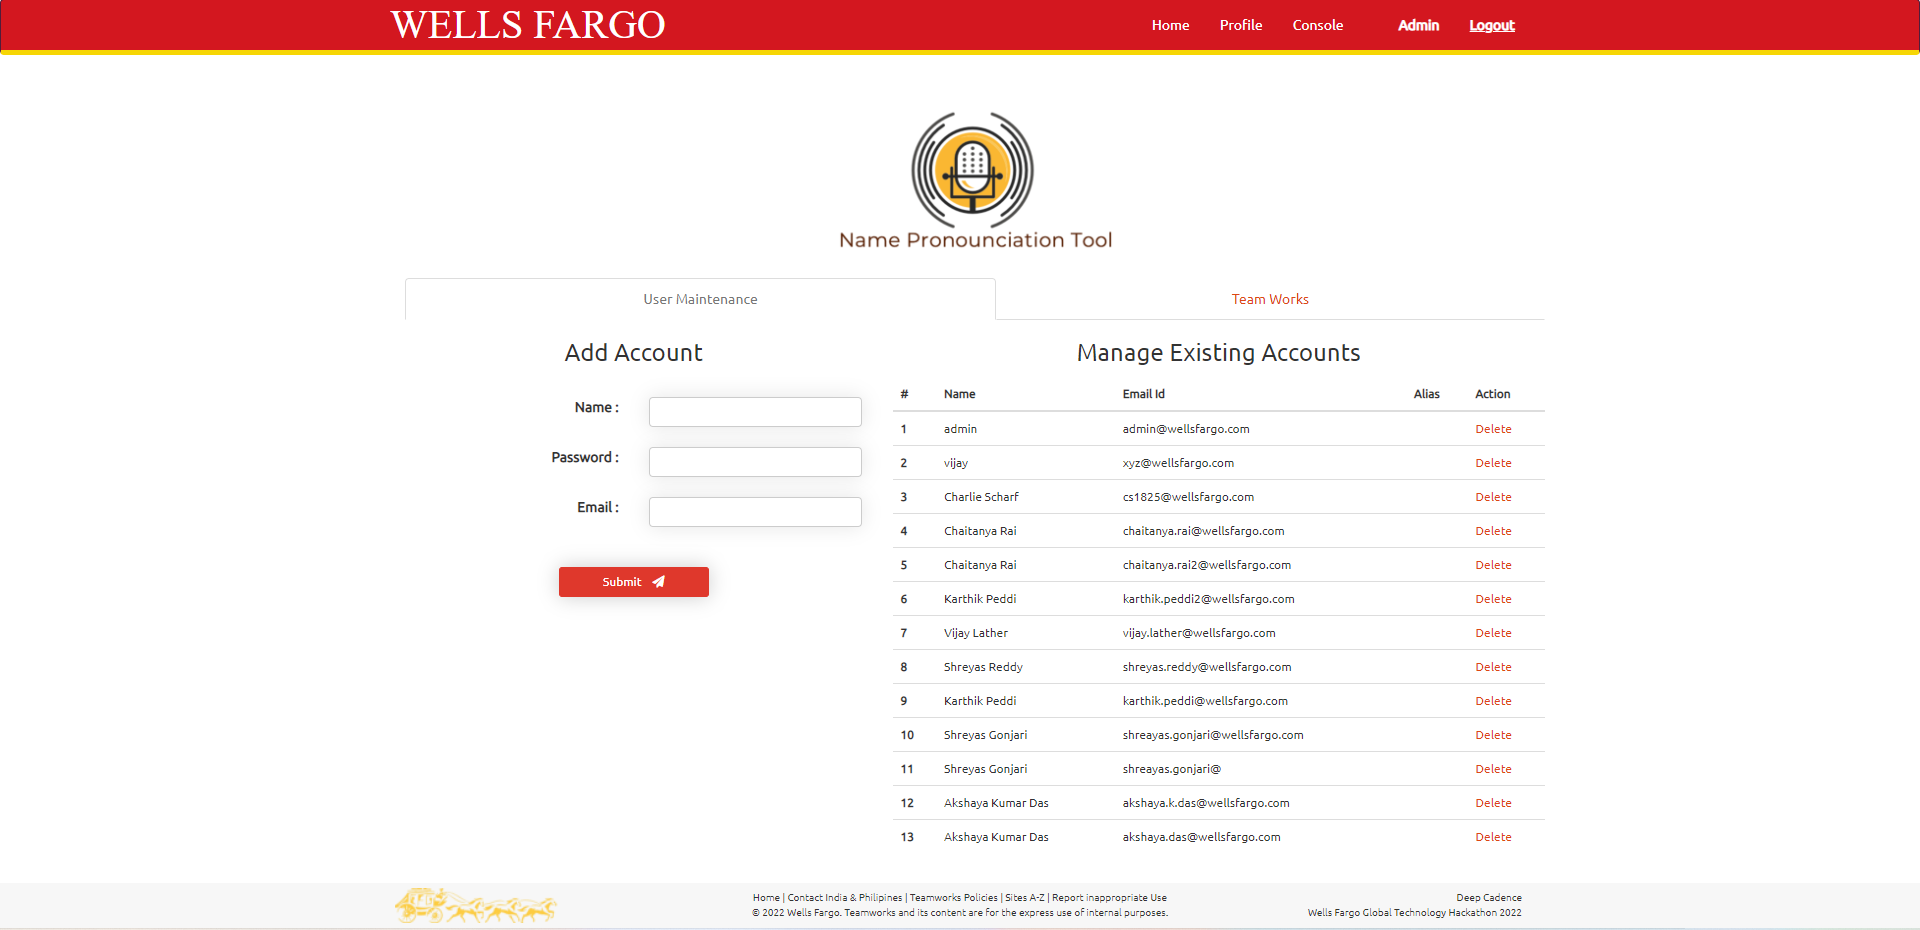 WELLS FARGO
Home Profile Console Admin Logout
Name Pronounciation Tool
User Maintenance Team Works
Add Account
Name :
Password :
Email :
Submit
Manage Existing Accounts
# Name Email Id Alias Action
1 admin admin@wellsfargo.com Delete
2 vijay xyz@wellsfargo.com Delete
3 Charlie Scharf cs1825@wellsfargo.com Delete
4 Chaitanya Rai chaitanya.rai@wellsfargo.com Delete
5 Chaitanya Rai chaitanya.rai2@wellsfargo.com Delete
6 Karthik Peddi karthik.peddi2@wellsfargo.com Delete
7 Vijay Lather vijay.lather@wellsfargo.com Delete
8 Shreyas Reddy shreyas.reddy@wellsfargo.com Delete
9 Karthik Peddi karthik.peddi@wellsfargo.com Delete
10 Shreyas Gonjari shreayas.gonjari@wellsfargo.com Delete
11 Shreyas Gonjari shreayas.gonjari@ Delete
12 Akshaya Kumar Das akshaya.k.das@wellsfargo.com Delete
13 Akshaya Kumar Das akshaya.das@wellsfargo.com Delete
Home | Contact India & Philipines | Teamworks Policies | Sites A-Z | Report inappropriate Use
© 2022 Wells Fargo. Teamworks and its content are for the express use of internal purposes.
Deep Cadence
Wells Fargo Global Technology Hackathon 2022